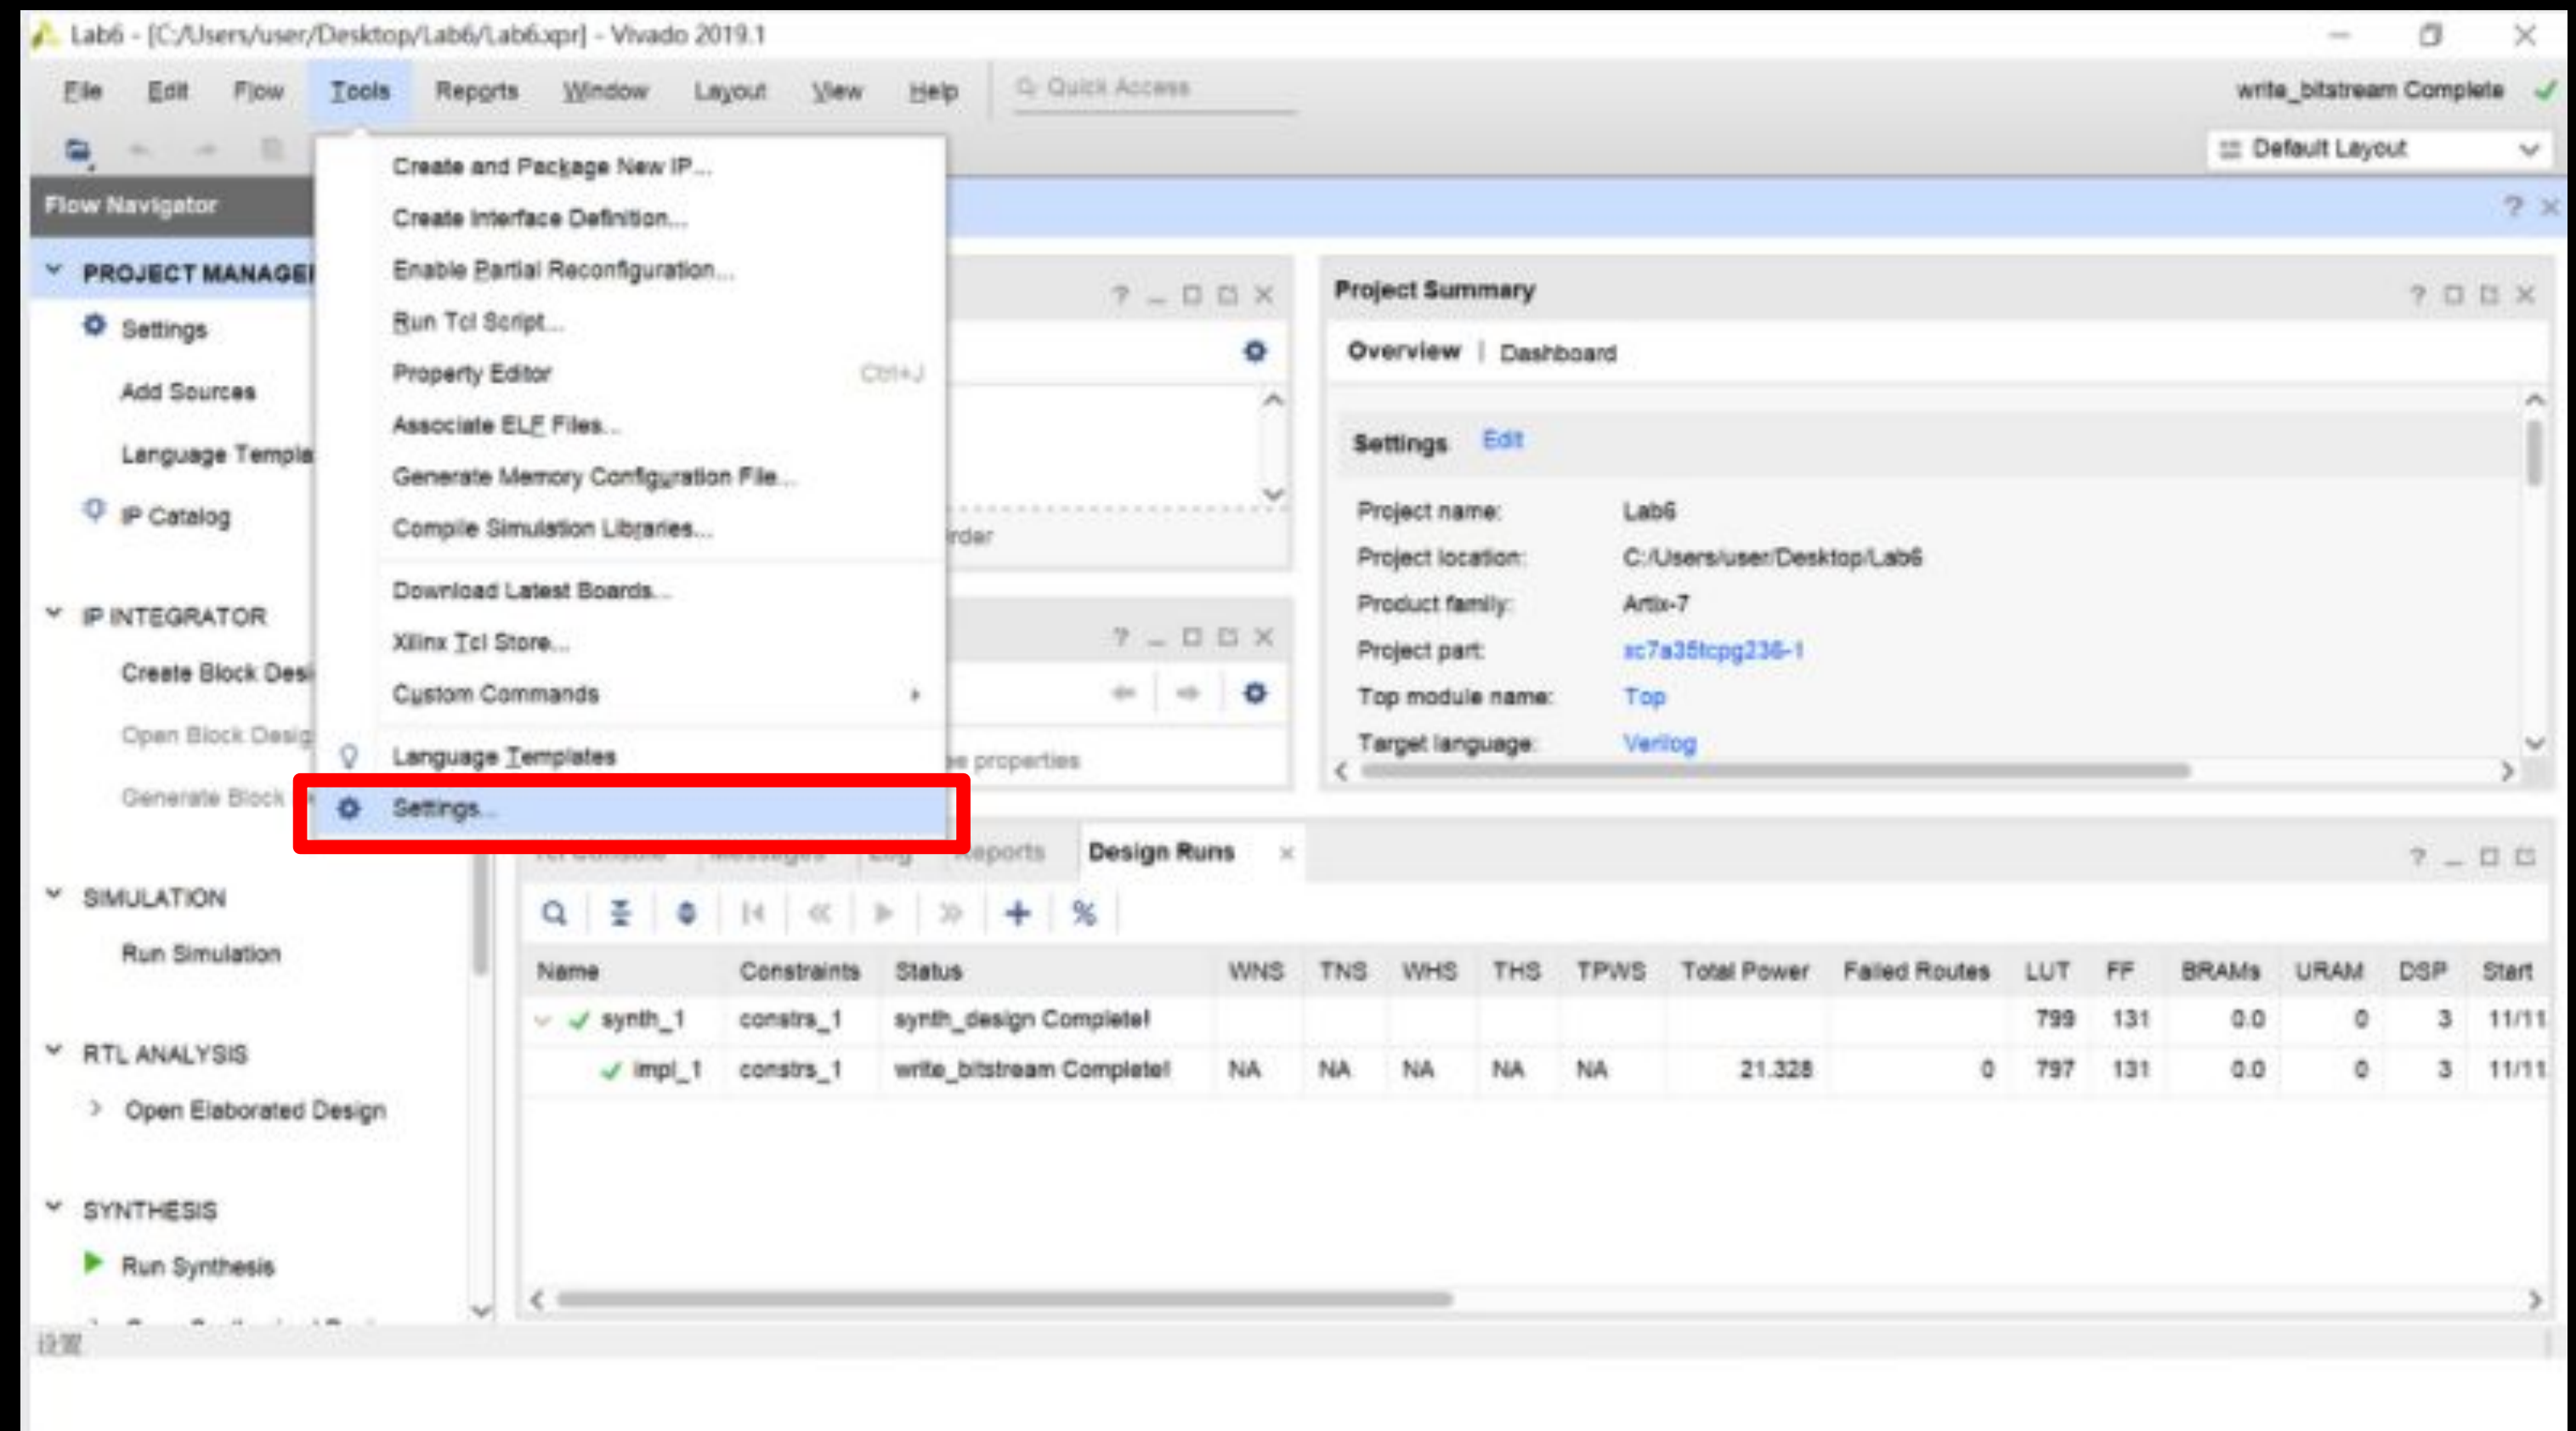 Lab6 - [C:/Users/user/Desktop/Lab6/Lab6.xpr] - Vivado 2019.1
File Edit Flow Tools Reports Window Layout View Help Quick Access
write_bitstream Complete
Default Layout
Flow Navigator
PROJECT MANAGE
Settings
Add Sources
Language Templa
IP Catalog
IP INTEGRATOR
Create Block Desi
Open Block Desig
Generate Block
SIMULATION
Run Simulation
RTL ANALYSIS
Open Elaborated Design
SYNTHESIS
Run Synthesis
Create and Package New IP...
Create Interface Definition...
Enable Partial Reconfiguration...
Run Tcl Script...
Property Editor Ctrl+J
Associate ELF Files...
Generate Memory Configuration File...
Compile Simulation Libraries...
Download Latest Boards...
Xilinx Tcl Store...
Custom Commands
Language Templates
Settings...
rder
properties
Project Summary
Overview | Dashboard
Settings Edit
Project name: Lab6
Project location: C:/Users/user/Desktop/Lab6
Product family: Artix-7
Project part: xc7a35tcpg236-1
Top module name: Top
Target language: Verilog
Tcl Console Messages Log Reports Design Runs
Name Constraints Status WNS TNS WHS THS TPWS Total Power Failed Routes LUT FF BRAMs URAM DSP Start
synth_1 constrs_1 synth_design Complete! 799 131 0.0 0 3 11/11
impl_1 constrs_1 write_bitstream Complete! NA NA NA NA NA 21.328 0 797 131 0.0 0 3 11/11
设置